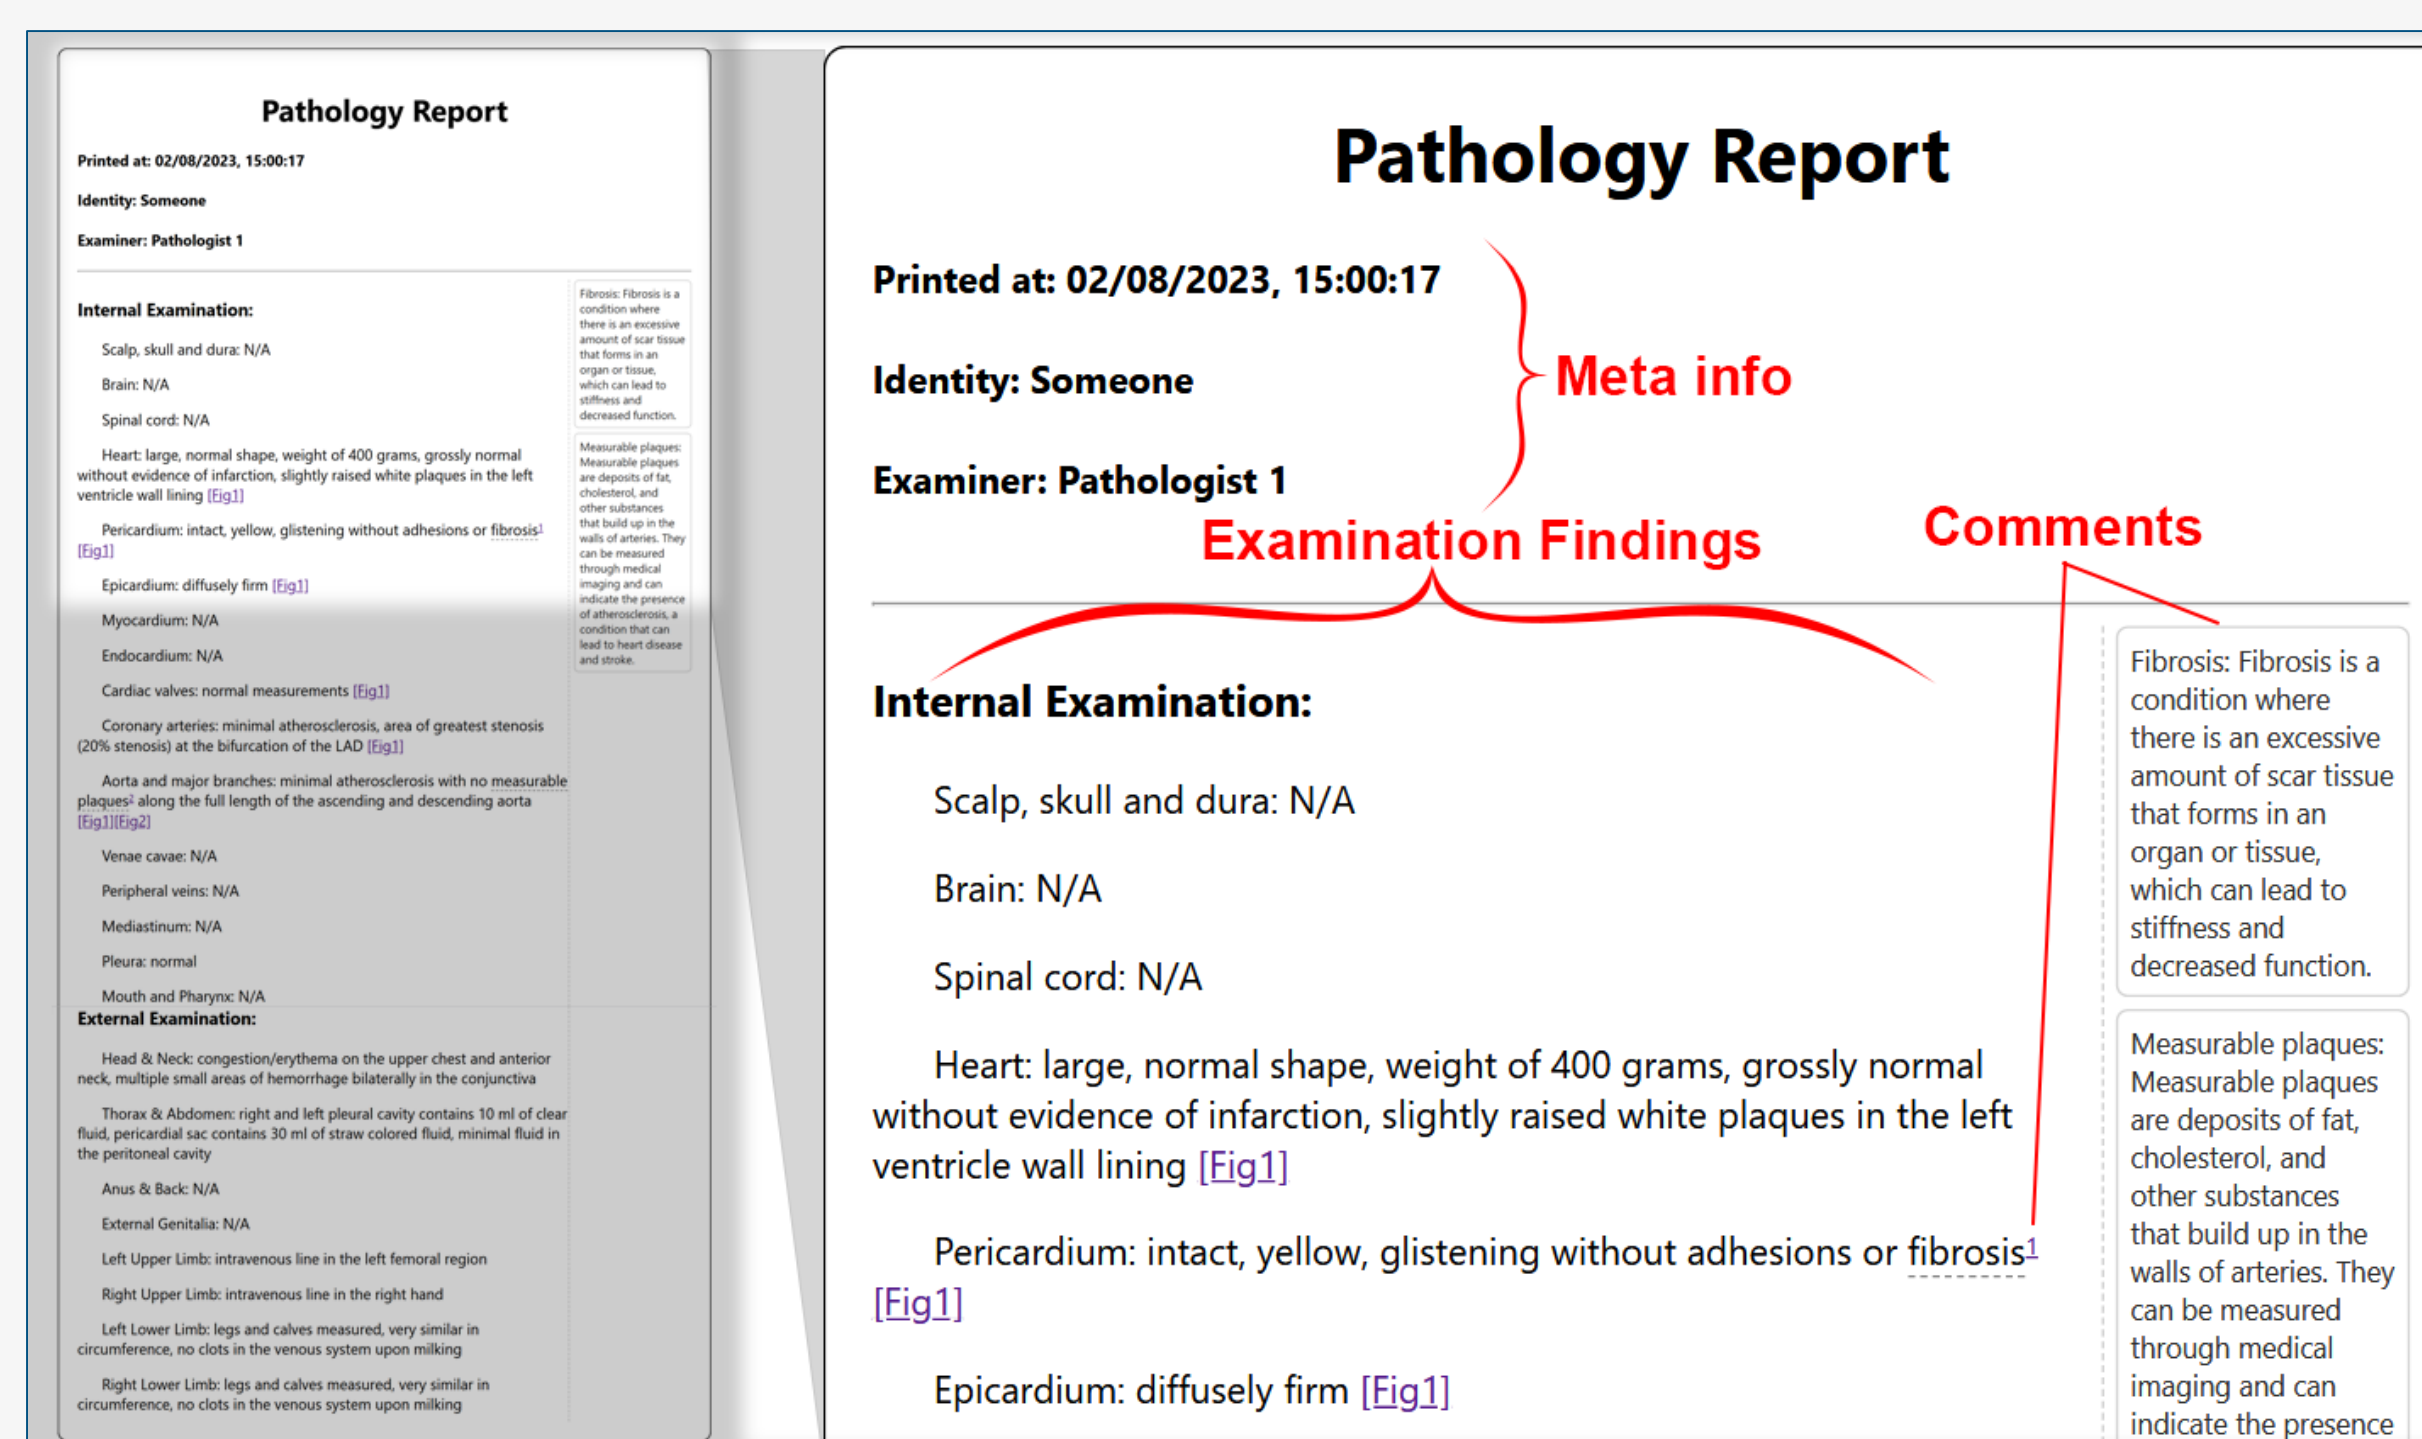 Pathology Report
Printed at: 02/08/2023, 15:00:17
Identity: Someone
Examiner: Pathologist 1
Internal Examination:
Scalp, skull and dura: N/A
Brain: N/A
Spinal cord: N/A
Heart: large, normal shape, weight of 400 grams, grossly normal
without evidence of infarction, slightly raised white plaques in the left
ventricle wall lining [Fig1]
Pericardium: intact, yellow, glistening without adhesions or fibrosis1
[Fig1]
Epicardium: diffusely firm [Fig1]
Myocardium: N/A
Endocardium: N/A
Cardiac valves: normal measurements [Fig1]
Coronary arteries: minimal atherosclerosis, area of greatest stenosis
(20% stenosis) at the bifurcation of the LAD [Fig1]
Aorta and major branches: minimal atherosclerosis with no measurable
plaques2 along the full length of the ascending and descending aorta
[Fig1][Fig2]
Venae cavae: N/A
Peripheral veins: N/A
Mediastinum: N/A
Pleura: normal
Mouth and Pharynx: N/A
External Examination:
Head & Neck: congestion/erythema on the upper chest and anterior
neck, multiple small areas of hemorrhage bilaterally in the conjunctiva
Thorax & Abdomen: right and left pleural cavity contains 10 ml of clear
fluid, pericardial sac contains 30 ml of straw colored fluid, minimal fluid in
the peritoneal cavity
Anus & Back: N/A
External Genitalia: N/A
Left Upper Limb: intravenous line in the left femoral region
Right Upper Limb: intravenous line in the right hand
Left Lower Limb: legs and calves measured, very similar in
circumference, no clots in the venous system upon milking
Right Lower Limb: legs and calves measured, very similar in
circumference, no clots in the venous system upon milking
Fibrosis: Fibrosis is a
condition where
there is an excessive
amount of scar tissue
that forms in an
organ or tissue,
which can lead to
stiffness and
decreased function.
Measurable plaques:
Measurable plaques
are deposits of fat,
cholesterol, and
other substances
that build up in the
walls of arteries. They
can be measured
through medical
imaging and can
indicate the presence
of atherosclerosis, a
condition that can
lead to heart disease
and stroke.
Pathology Report
Printed at: 02/08/2023, 15:00:17
Identity: Someone
Examiner: Pathologist 1
Meta info
Examination Findings
Comments
Internal Examination:
Scalp, skull and dura: N/A
Brain: N/A
Spinal cord: N/A
Heart: large, normal shape, weight of 400 grams, grossly normal
without evidence of infarction, slightly raised white plaques in the left
ventricle wall lining [Fig1]
Pericardium: intact, yellow, glistening without adhesions or fibrosis1
[Fig1]
Epicardium: diffusely firm [Fig1]
Fibrosis: Fibrosis is a
condition where
there is an excessive
amount of scar tissue
that forms in an
organ or tissue,
which can lead to
stiffness and
decreased function.
Measurable plaques:
Measurable plaques
are deposits of fat,
cholesterol, and
other substances
that build up in the
walls of arteries. They
can be measured
through medical
imaging and can
indicate the presence